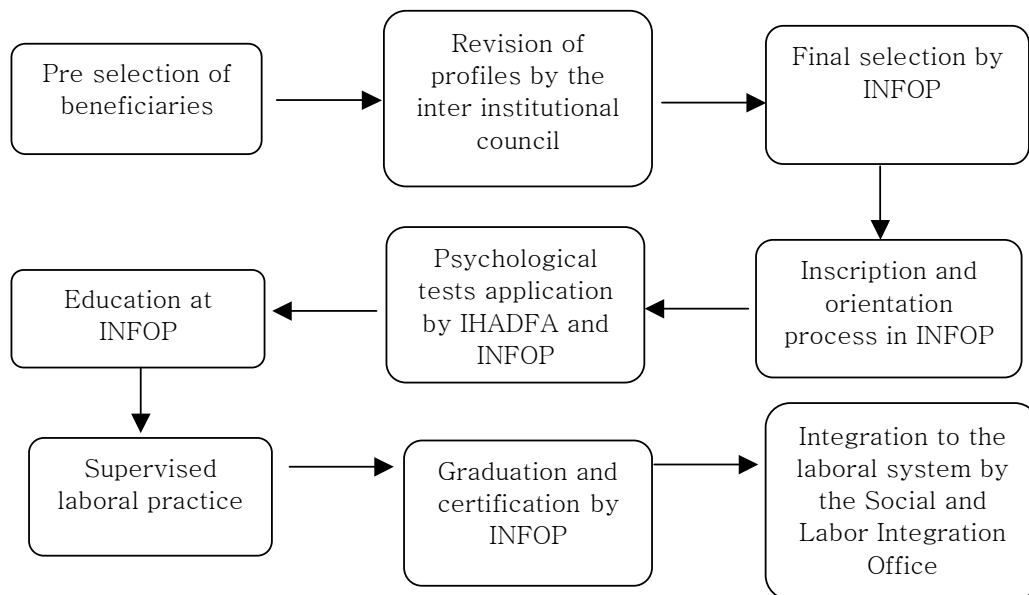 Pre selection of
beneficiaries
Revision of
profiles by the
inter institutional
council
Final selection by
INFOP
Inscription and
orientation
process in INFOP
Psychological
tests application
by IHADFA and
INFOP
Education at
INFOP
Supervised
laboral practice
Graduation and
certification by
INFOP
Integration to the
laboral system by
the Social and
Labor Integration
Office